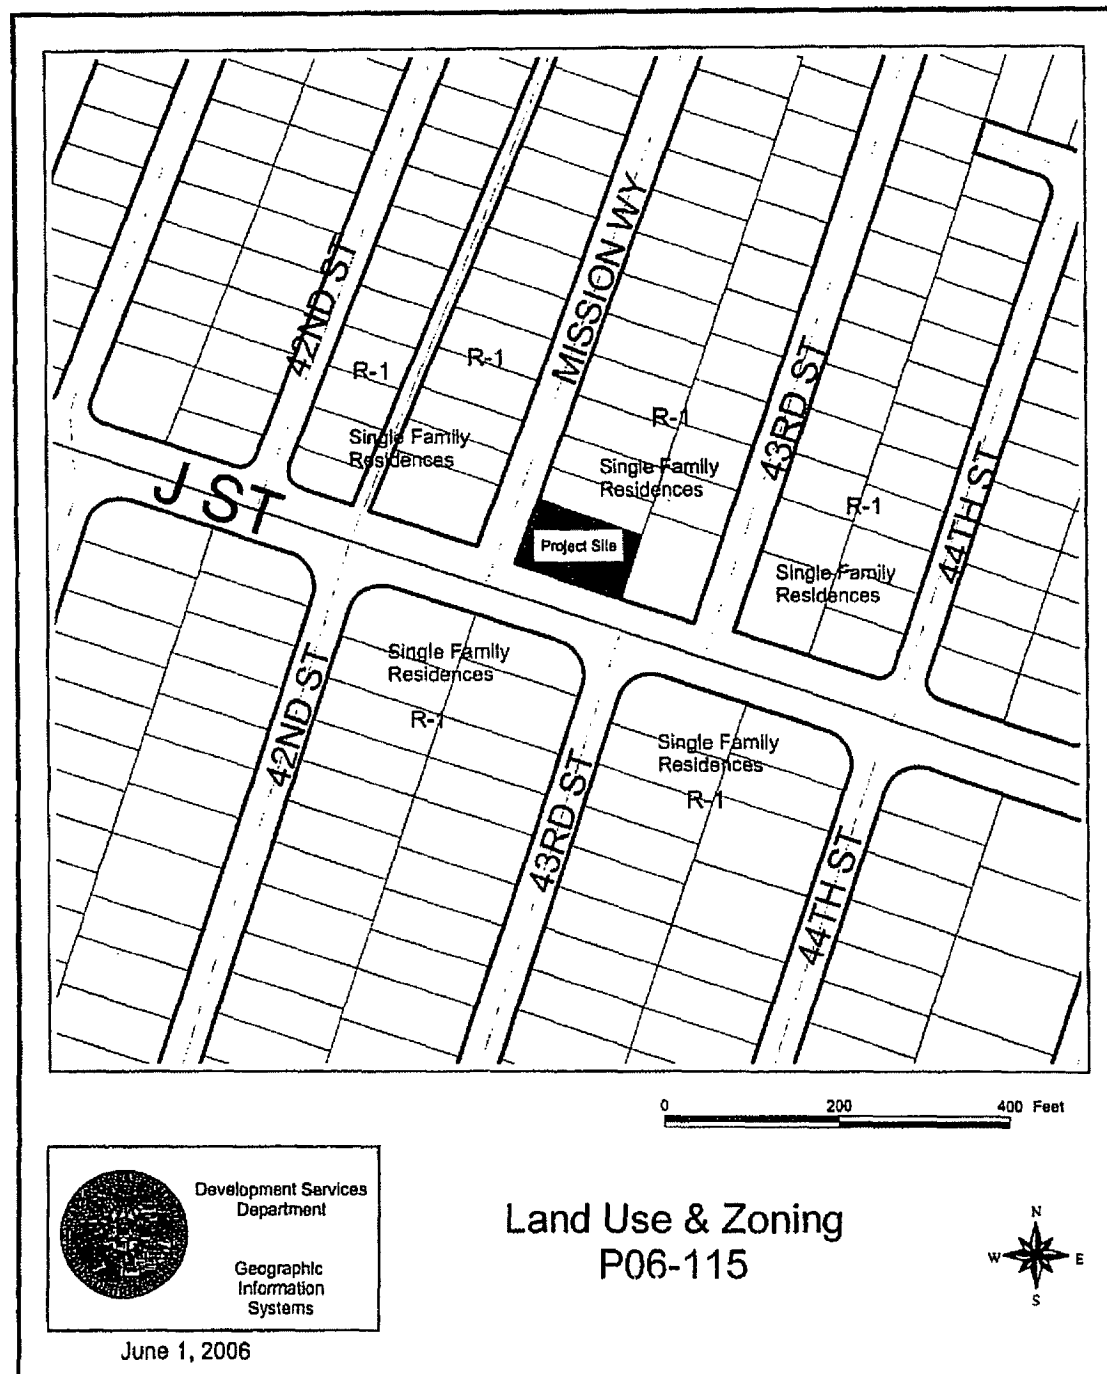 MISSION WY
42ND ST
R-1
R-1
43RD ST
R-1
Single Family
Residences
Single Family
Residences
44TH ST
R-1
J ST
Project Site
Single Family
Residences
Single Family
Residences
42ND ST
R-1
Single Family
Residences
R-1
43RD ST
44TH ST
0 200 400 Feet
Development Services
Department
Geographic
Information
Systems
Land Use & Zoning
P06-115
N
W E
S
June 1, 2006